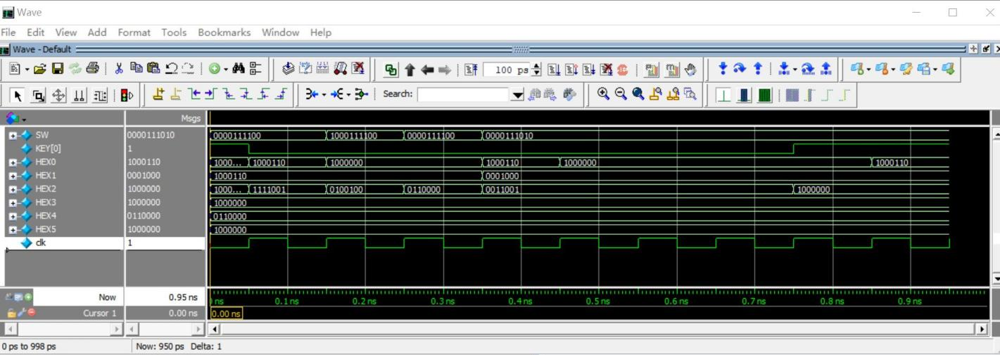 Wave
File Edit View Add Format Tools Bookmarks Window Help
Wave - Default
100 ps
Search:
Msgs
SW 0000111010 0000111100 1000111100 0000111100 0000111010
KEY[0] 1
HEX0 1000110 1000... 1000110 1000000 1000110 1000000 1000110
HEX1 0001000 1000110 0001000
HEX2 1000000 1000... 1111001 0100100 0110000 0011001 1000000
HEX3 1000000 1000000
HEX4 0110000 0110000
HEX5 1000000 1000000
clk 1
Now 0.95 ns ns 0.1 ns 0.2 ns 0.3 ns 0.4 ns 0.5 ns 0.6 ns 0.7 ns 0.8 ns 0.9 ns
Cursor 1 0.00 ns 0.00 ns
0 ps to 998 ps Now: 950 ps Delta: 1